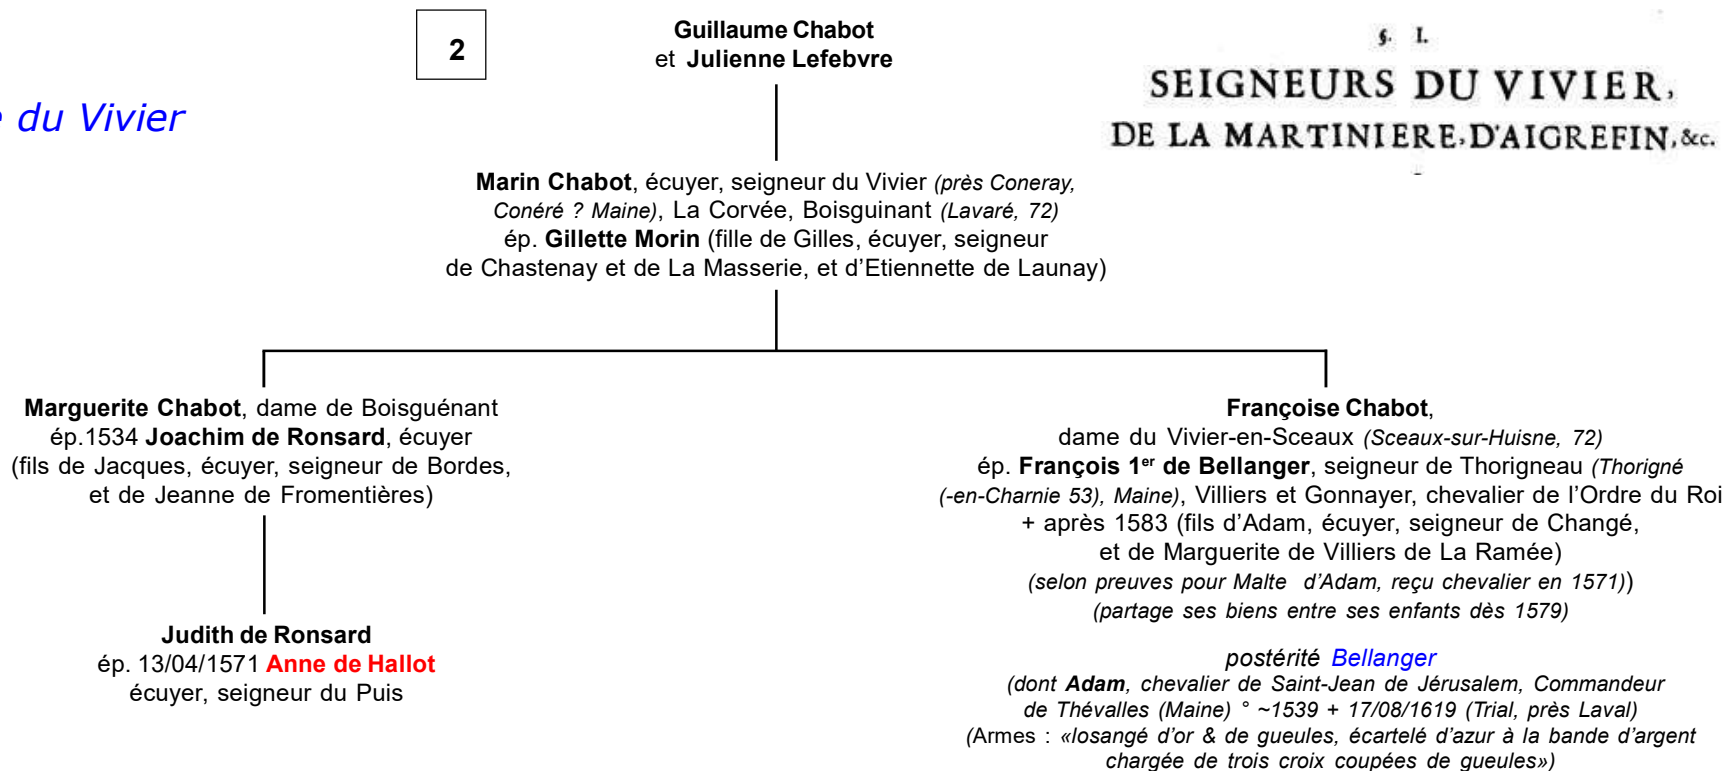 2
Guillaume Chabot
et Julienne Lefebvre
§. I.
SEIGNEURS DU VIVIER,
DE LA MARTINIERE, D'AIGREFIN, &c.
du Vivier
Marin Chabot, écuyer, seigneur du Vivier (près Coneray,
Conéré ? Maine), La Corvée, Boisguinant (Lavaré, 72)
ép. Gillette Morin (fille de Gilles, écuyer, seigneur
de Chastenay et de La Masserie, et d’Etiennette de Launay)
Marguerite Chabot, dame de Boisguénant
ép.1534 Joachim de Ronsard, écuyer
(fils de Jacques, écuyer, seigneur de Bordes,
et de Jeanne de Fromentières)
Judith de Ronsard
ép. 13/04/1571 Anne de Hallot
écuyer, seigneur du Puis
Françoise Chabot,
dame du Vivier-en-Sceaux (Sceaux-sur-Huisne, 72)
ép. François 1er de Bellanger, seigneur de Thorigneau (Thorigné
(-en-Charnie 53), Maine), Villiers et Gonnayer, chevalier de l’Ordre du Roi
+ après 1583 (fils d’Adam, écuyer, seigneur de Changé,
et de Marguerite de Villiers de La Ramée)
(selon preuves pour Malte d’Adam, reçu chevalier en 1571))
(partage ses biens entre ses enfants dès 1579)
postérité Bellanger
(dont Adam, chevalier de Saint-Jean de Jérusalem, Commandeur
de Thévalles (Maine) ° ~1539 + 17/08/1619 (Trial, près Laval)
(Armes : «losangé d’or & de gueules, écartelé d’azur à la bande d’argent
chargée de trois croix coupées de gueules»)